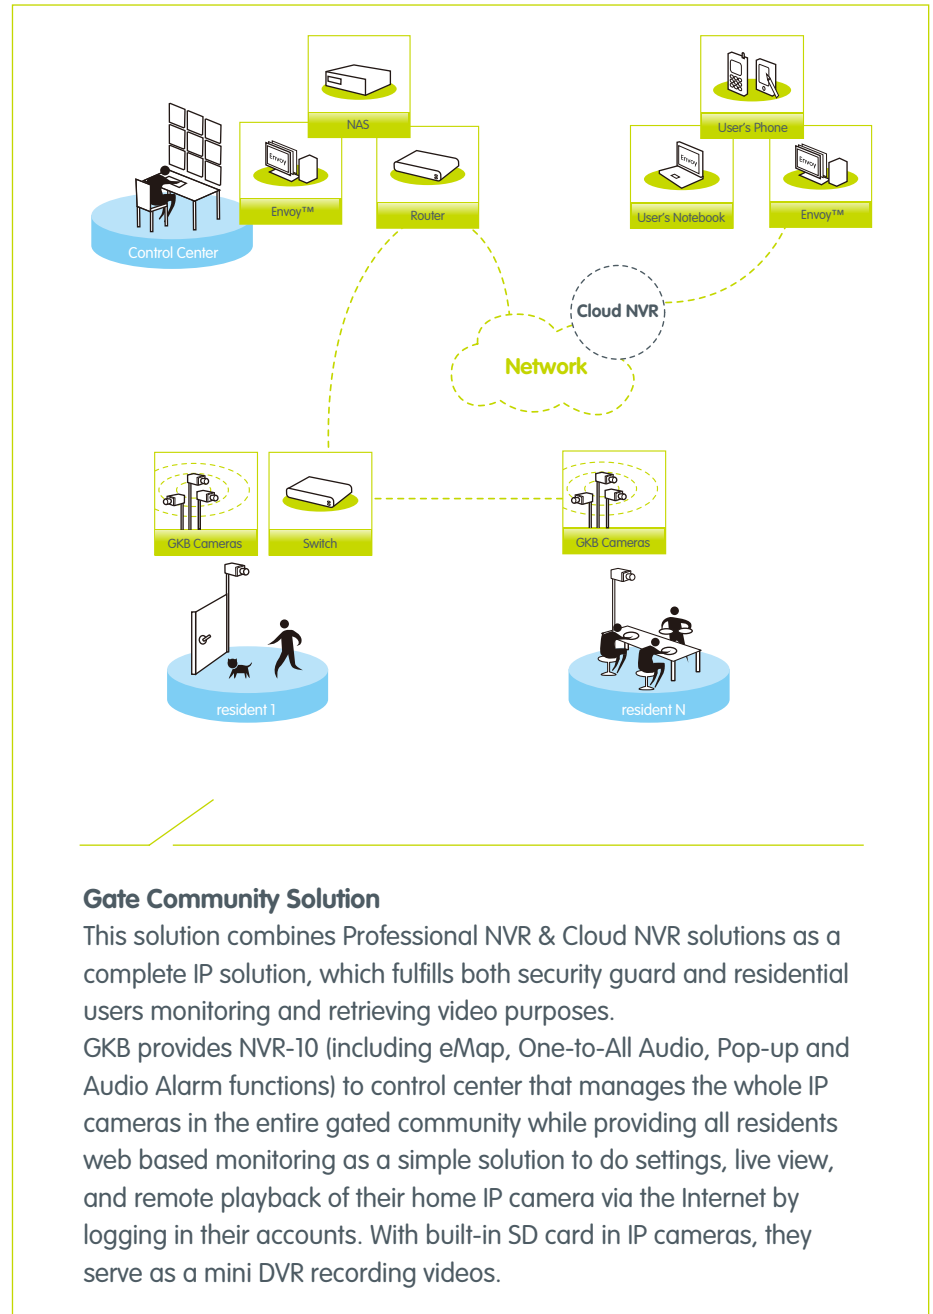 NAS
User's Phone
Envoy
Envoy
Envoy
Envoy™
Router
User's Notebook
Envoy™
Control Center
Cloud NVR
Network
GKB Cameras
Switch
GKB Cameras
resident 1
resident N
Gate Community Solution
This solution combines Professional NVR & Cloud NVR solutions as a
complete IP solution, which fulfills both security guard and residential
users monitoring and retrieving video purposes.
GKB provides NVR-10 (including eMap, One-to-All Audio, Pop-up and
Audio Alarm functions) to control center that manages the whole IP
cameras in the entire gated community while providing all residents
web based monitoring as a simple solution to do settings, live view,
and remote playback of their home IP camera via the Internet by
logging in their accounts. With built-in SD card in IP cameras, they
serve as a mini DVR recording videos.